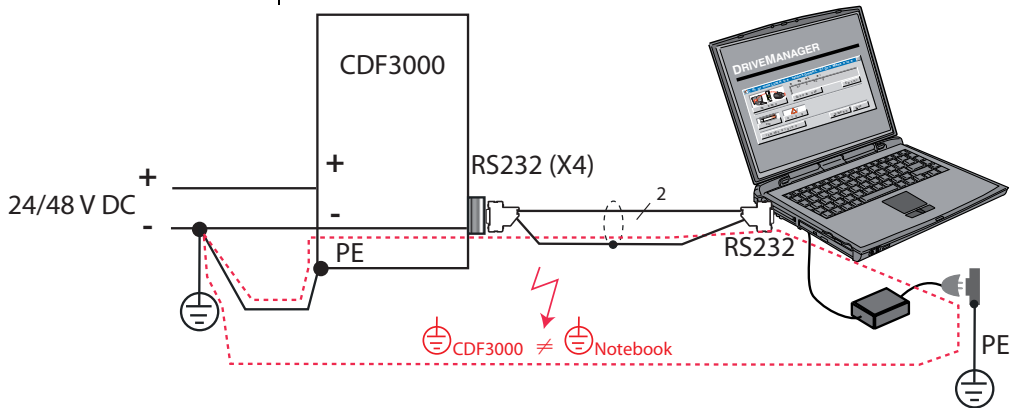 CDF3000
DRIVEMANAGER
+
+
RS232 (X4)
24/48 V DC
2
-
-
PE
RS232
CDF3000 ≠ Notebook
PE